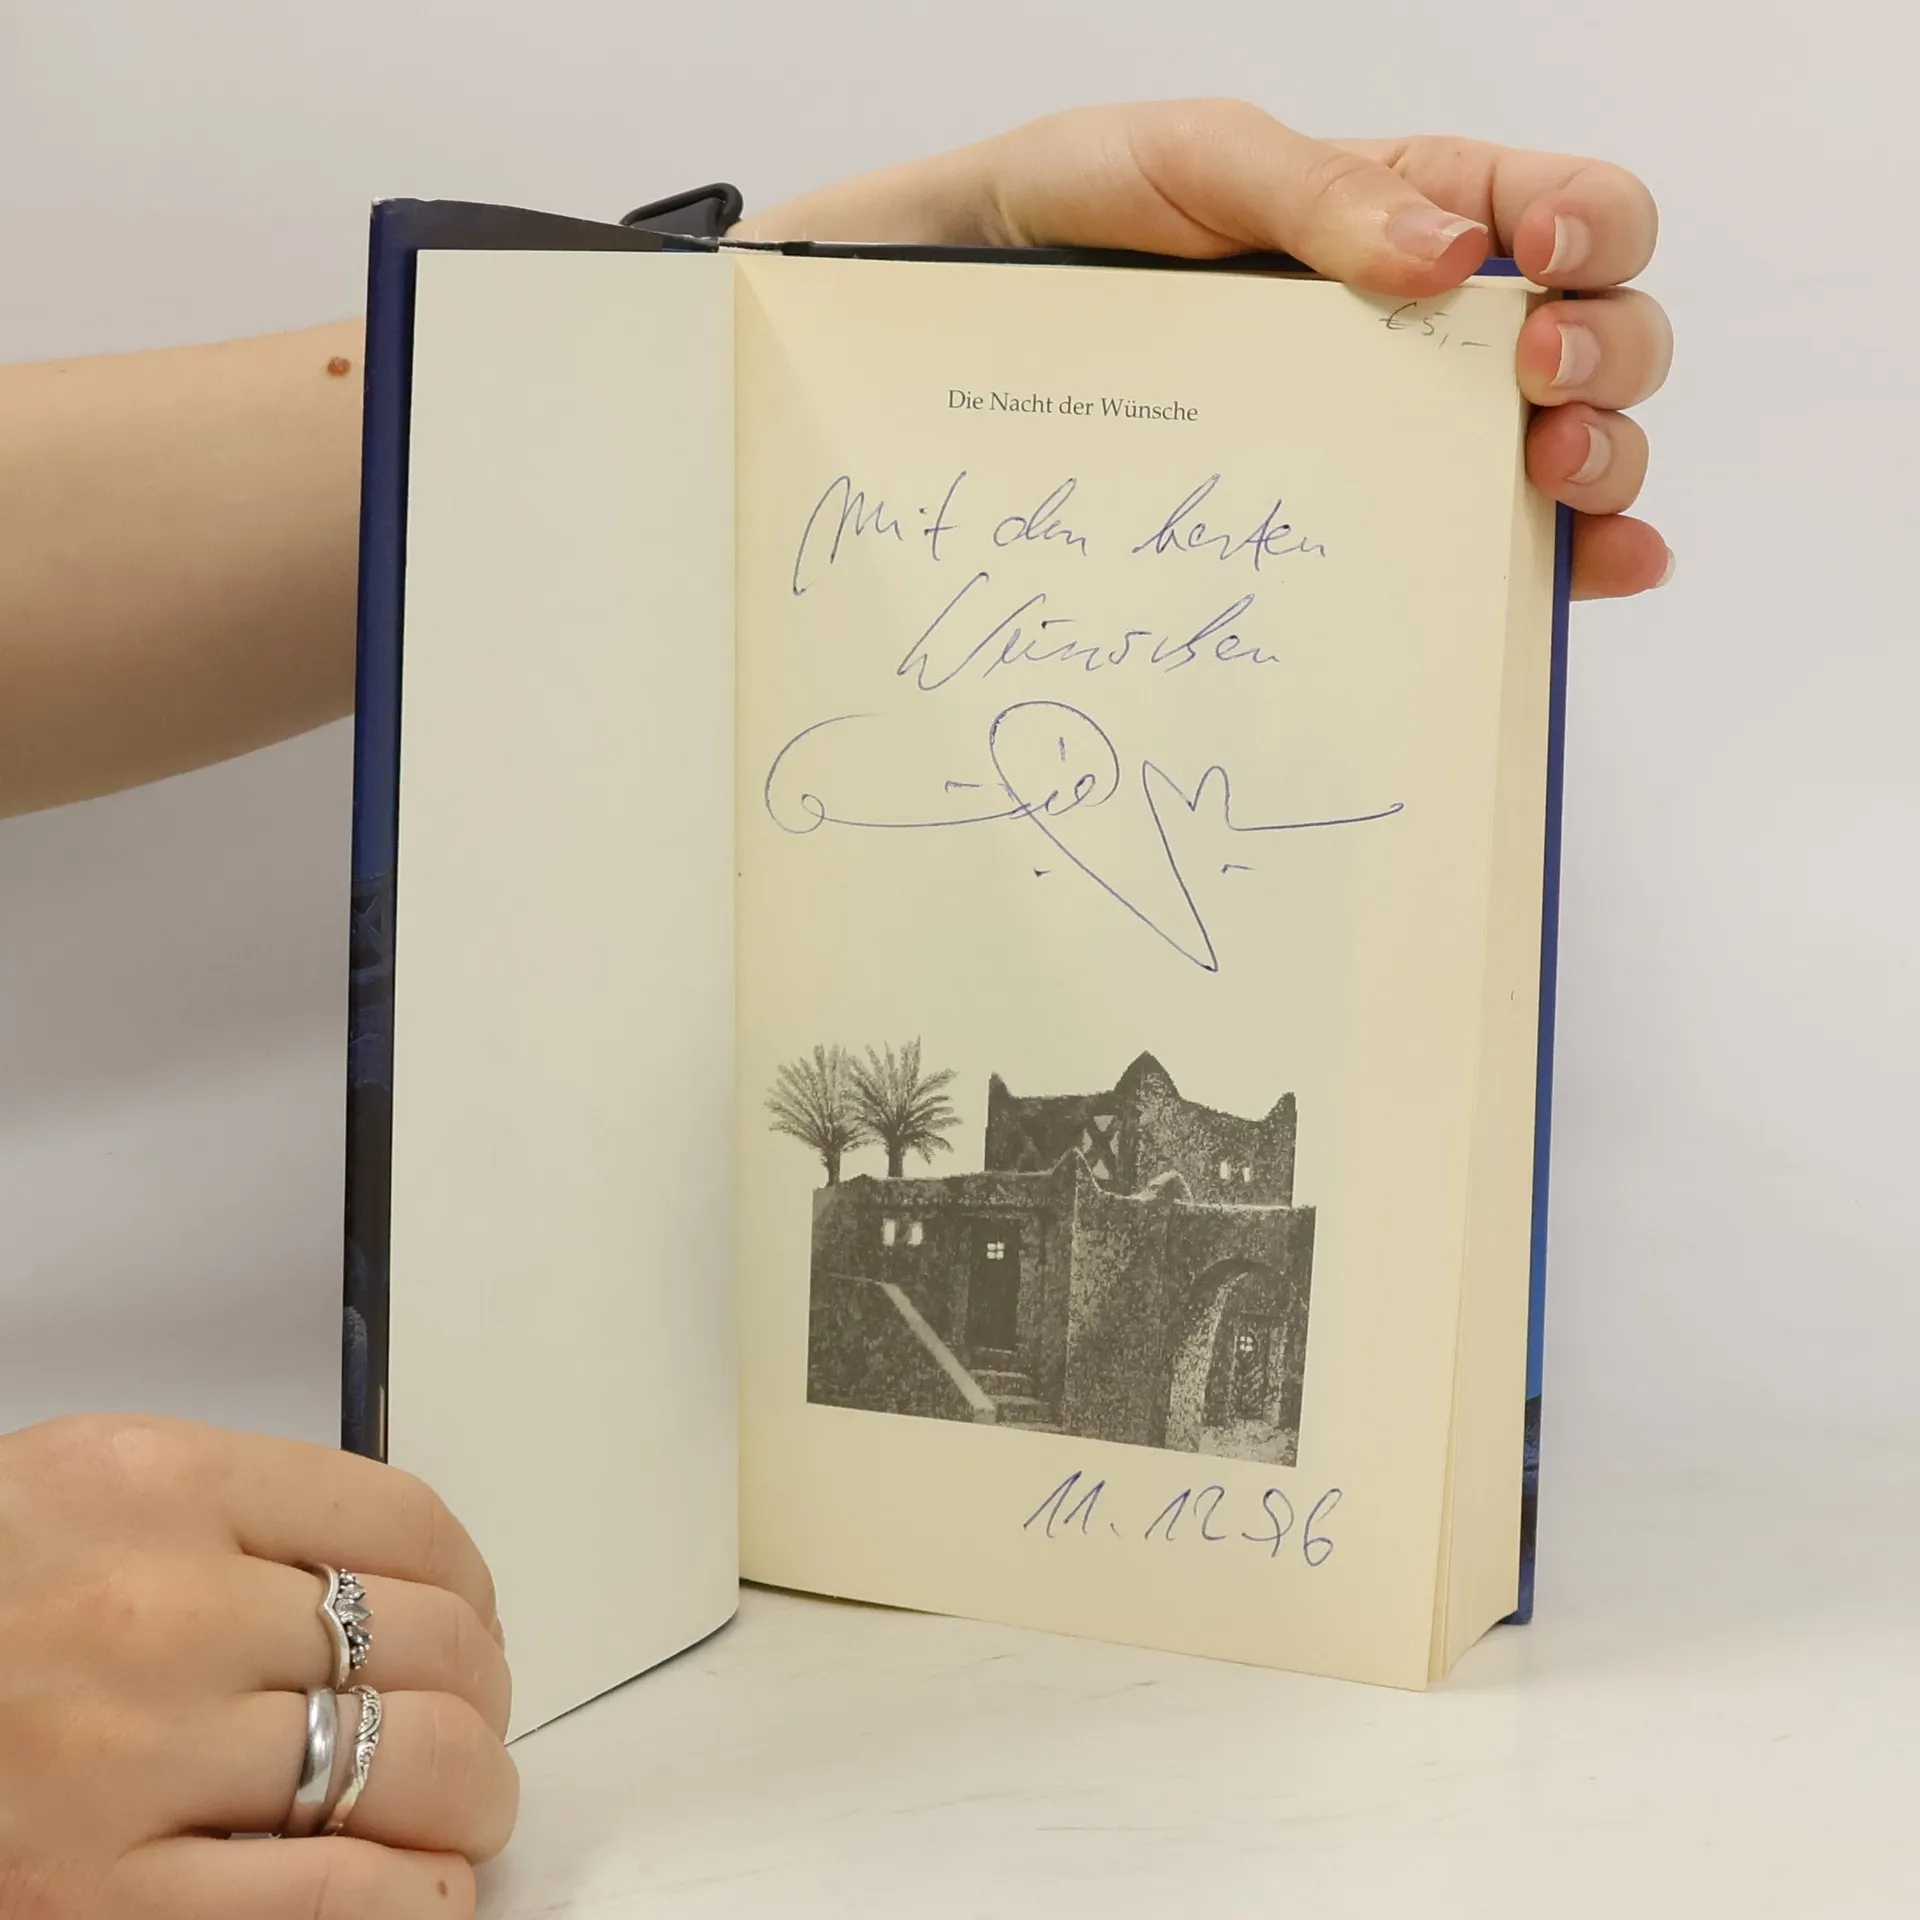 € 5,-
Die Nacht der Wünsche
Mit den besten
Wünschen
11.12.96